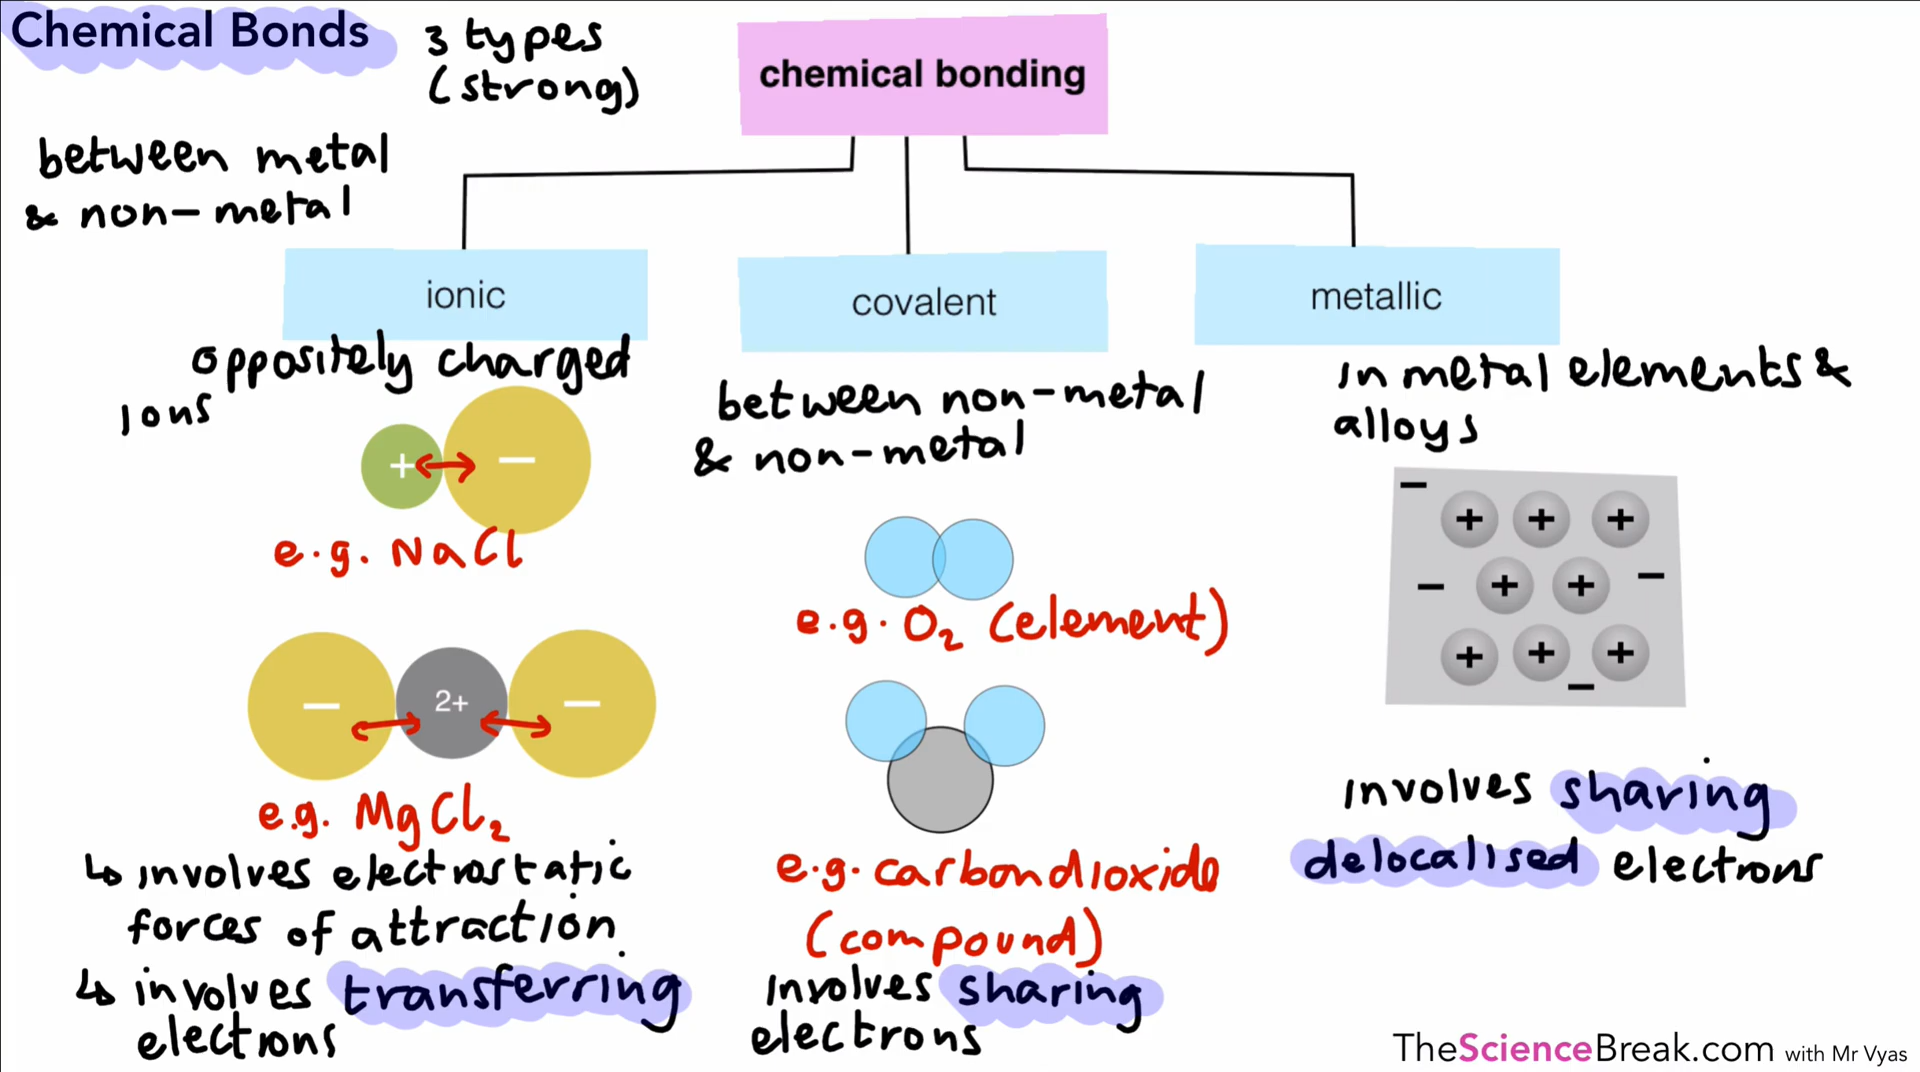 Chemical Bonds
3 types
(strong)
chemical bonding
between metal
& non-metal
ionic
oppositely charged
ions
+ −
e.g. NaCl
− 2+ −
e.g. MgCl₂
↳ involves electrostatic
forces of attraction
↳ involves transferring
electrons
covalent
between non-metal
& non-metal
e.g. O₂ (element)
e.g. carbondioxide
(compound)
involves sharing
electrons
metallic
in metal elements &
alloys
−
+ + +
− + + −
+ + +
−
involves sharing
delocalised electrons
TheScienceBreak.com with Mr Vyas